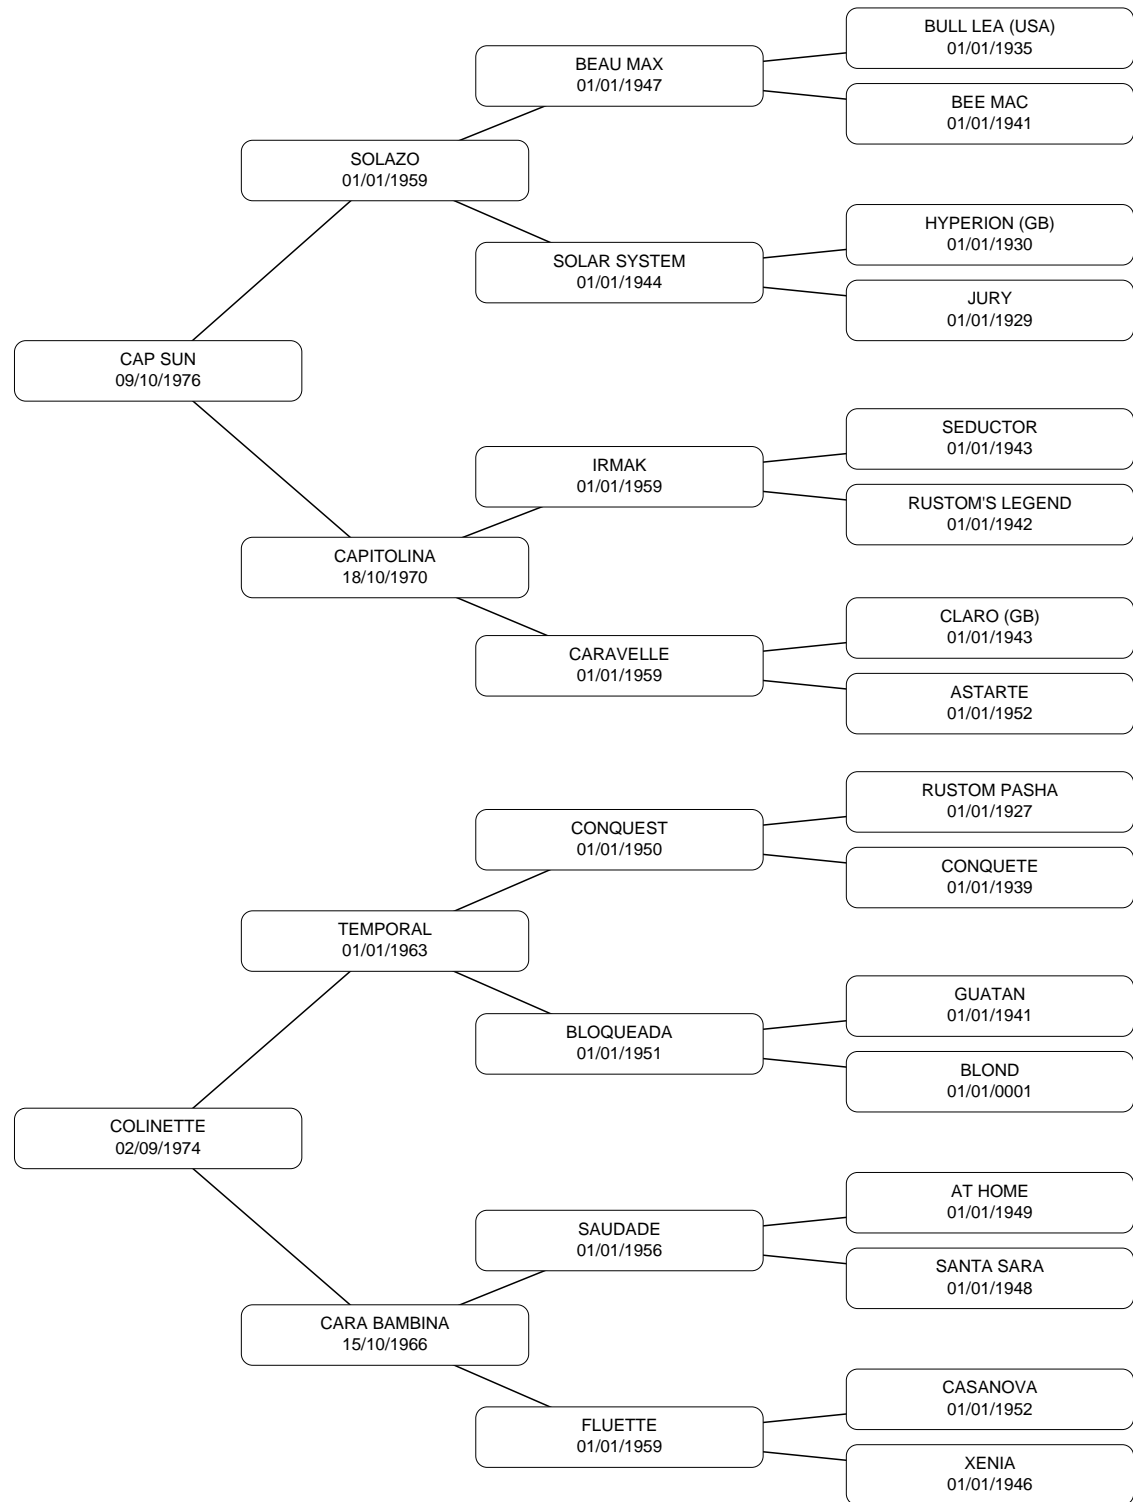 BULL LEA (USA)
01/01/1935
BEAU MAX
01/01/1947
BEE MAC
01/01/1941
SOLAZO
01/01/1959
HYPERION (GB)
01/01/1930
SOLAR SYSTEM
01/01/1944
JURY
01/01/1929
CAP SUN
09/10/1976
SEDUCTOR
01/01/1943
IRMAK
01/01/1959
RUSTOM'S LEGEND
01/01/1942
CAPITOLINA
18/10/1970
CLARO (GB)
01/01/1943
CARAVELLE
01/01/1959
ASTARTE
01/01/1952
RUSTOM PASHA
01/01/1927
CONQUEST
01/01/1950
CONQUETE
01/01/1939
TEMPORAL
01/01/1963
GUATAN
01/01/1941
BLOQUEADA
01/01/1951
BLOND
01/01/0001
COLINETTE
02/09/1974
AT HOME
01/01/1949
SAUDADE
01/01/1956
SANTA SARA
01/01/1948
CARA BAMBINA
15/10/1966
CASANOVA
01/01/1952
FLUETTE
01/01/1959
XENIA
01/01/1946